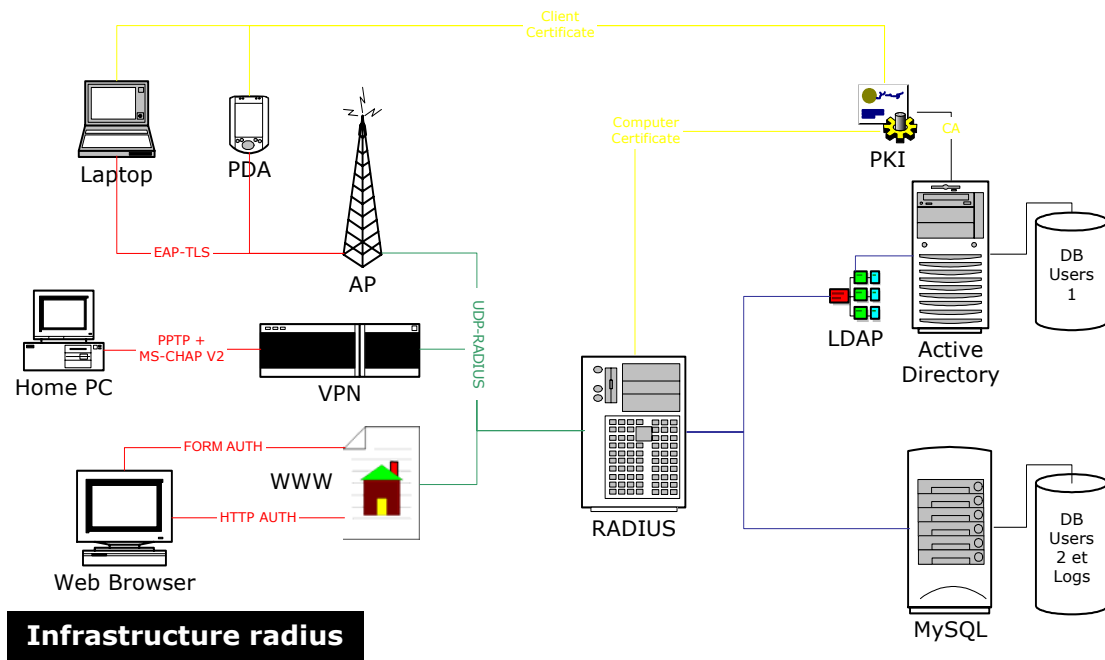 Client
Certificate
Computer
Certificate
CA
PKI
Laptop
PDA
EAP-TLS
AP
UDP-RADIUS
DB
Users
1
LDAP
Active
Directory
PPTP +
MS-CHAP V2
Home PC
VPN
FORM AUTH
WWW
HTTP AUTH
Web Browser
RADIUS
DB
Users
2 et
Logs
MySQL
Infrastructure radius